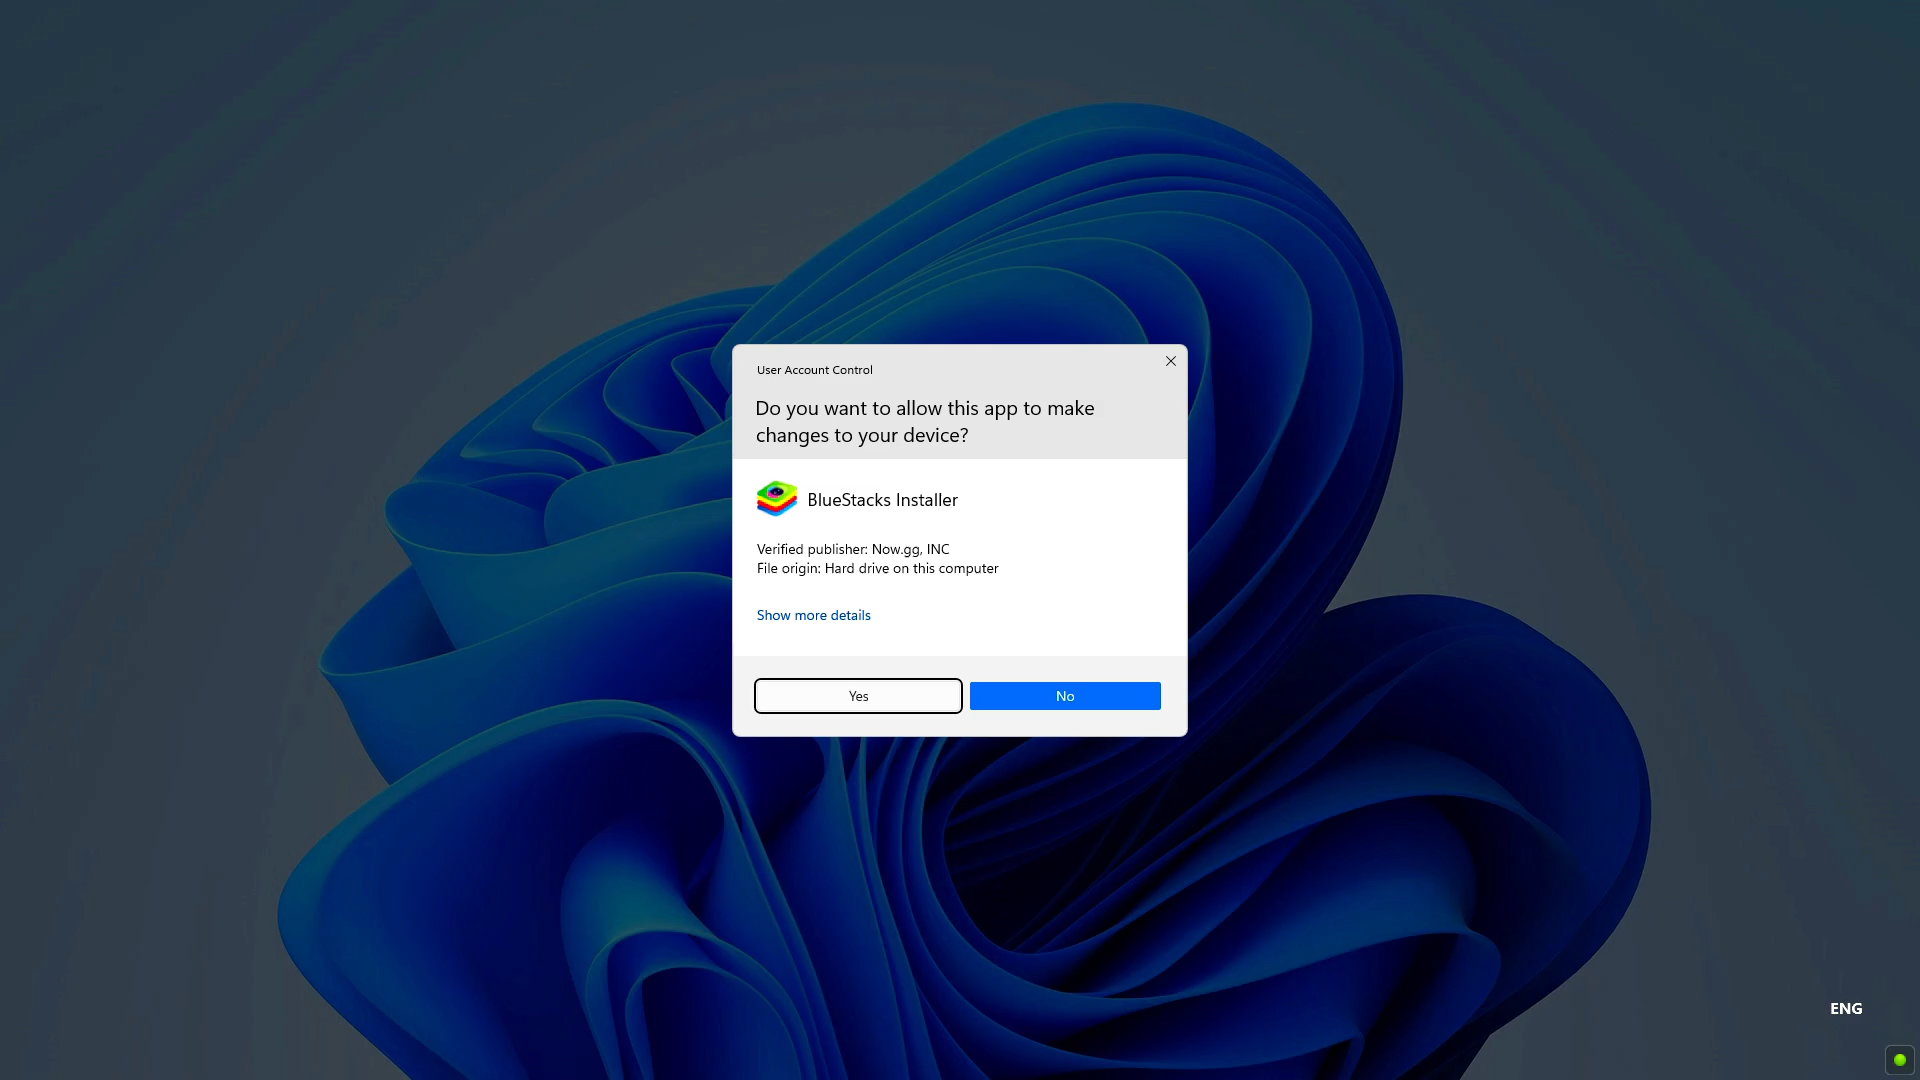 User Account Control
Do you want to allow this app to make
changes to your device?
BlueStacks Installer
Verified publisher: Now.gg, INC
File origin: Hard drive on this computer
Show more details
Yes
No
ENG